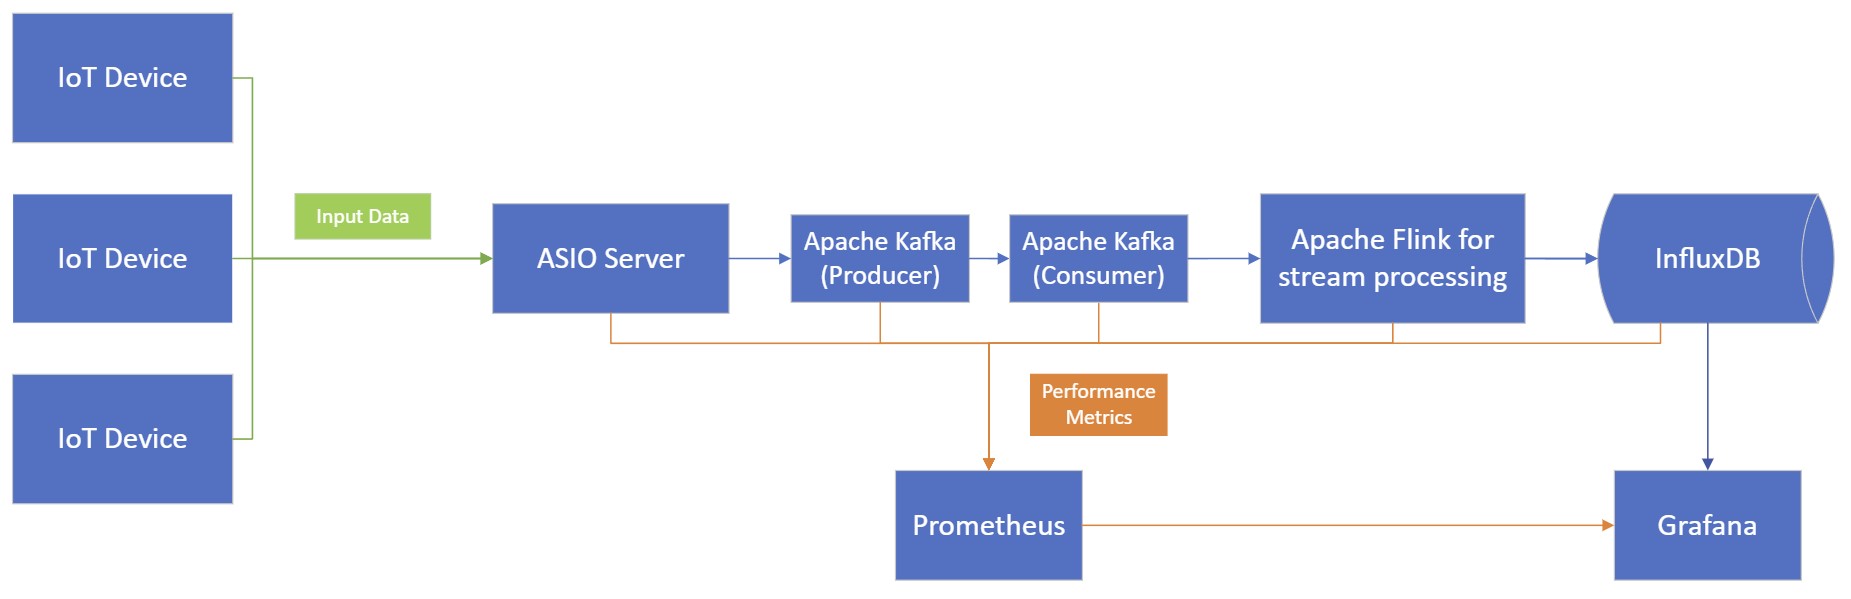 IoT Device
IoT Device
IoT Device
Input Data
ASIO Server
Apache Kafka
(Producer)
Apache Kafka
(Consumer)
Apache Flink for
stream processing
InfluxDB
Performance
Metrics
Prometheus
Grafana